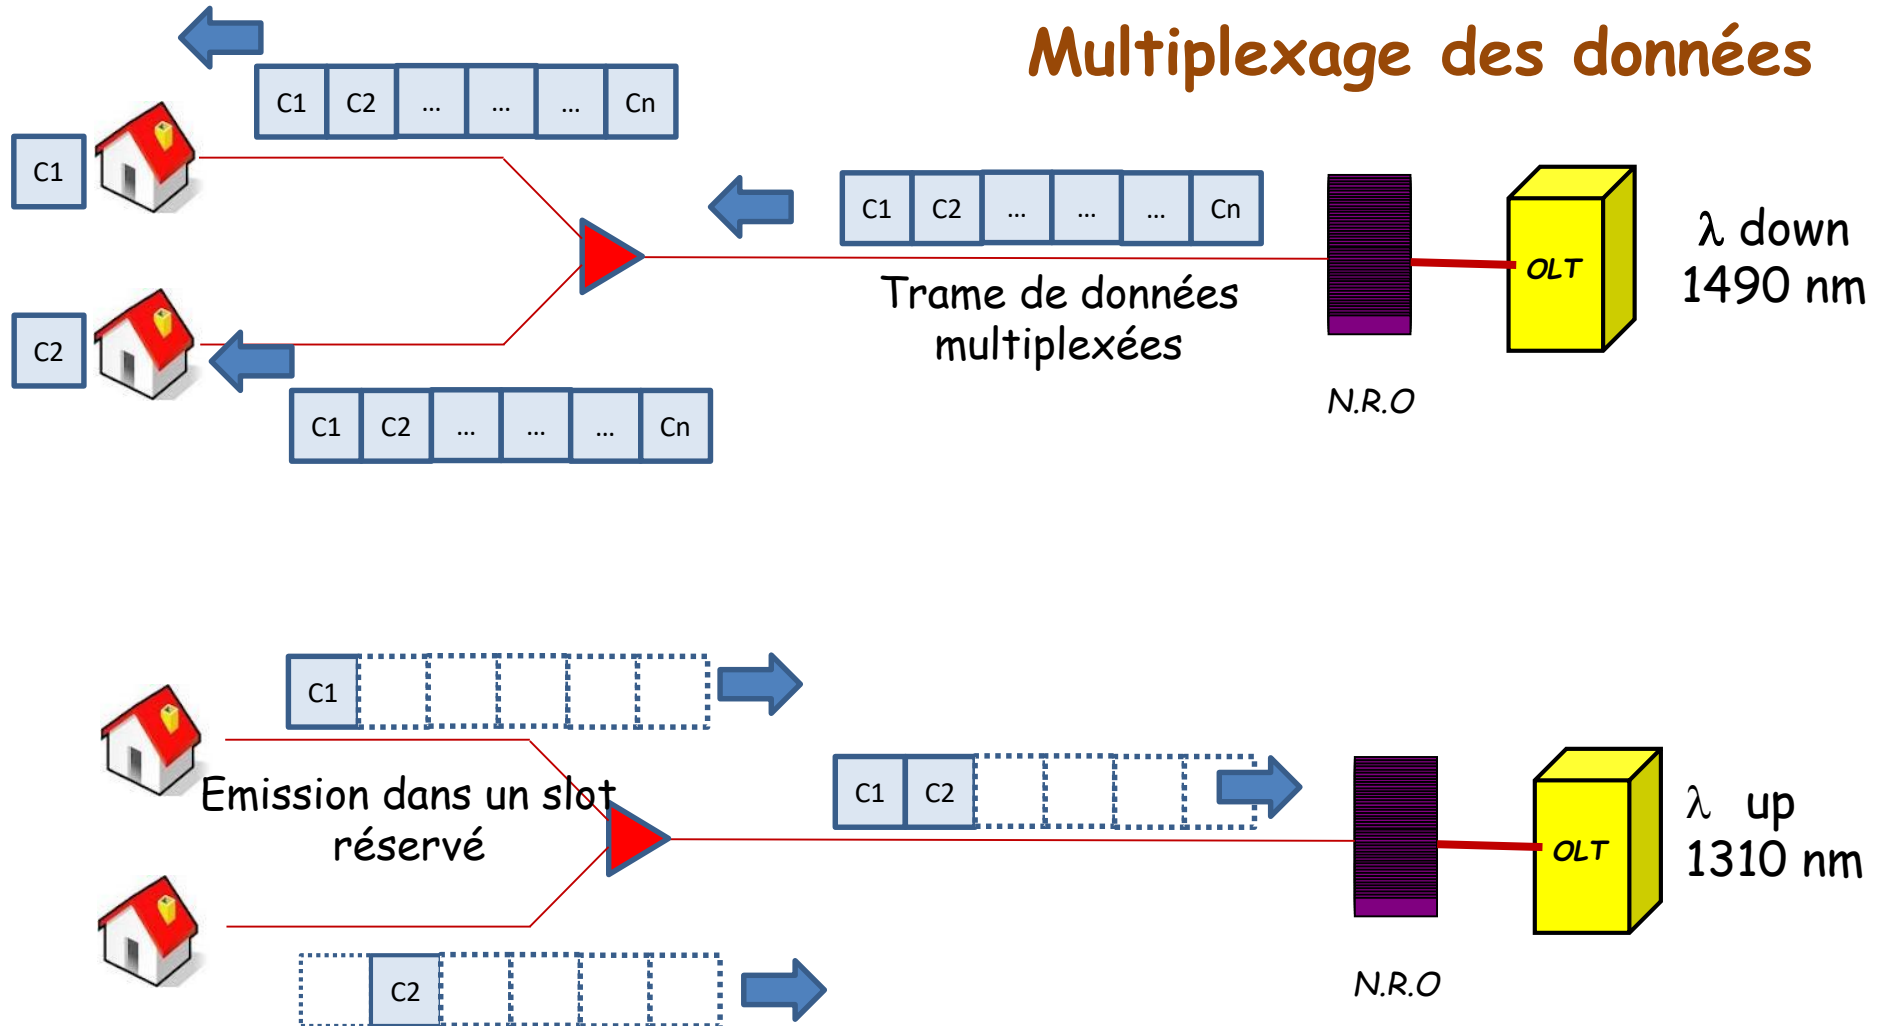 Multiplexage des données
C1 C2 ... ... ... Cn
C1
C1 C2 ... ... ... Cn
OLT
λ down
1490 nm
Trame de données
multiplexées
C2
N.R.O
C1 C2 ... ... ... Cn
C1
Emission dans un slot
réservé
C1 C2
OLT
λ up
1310 nm
C2
N.R.O